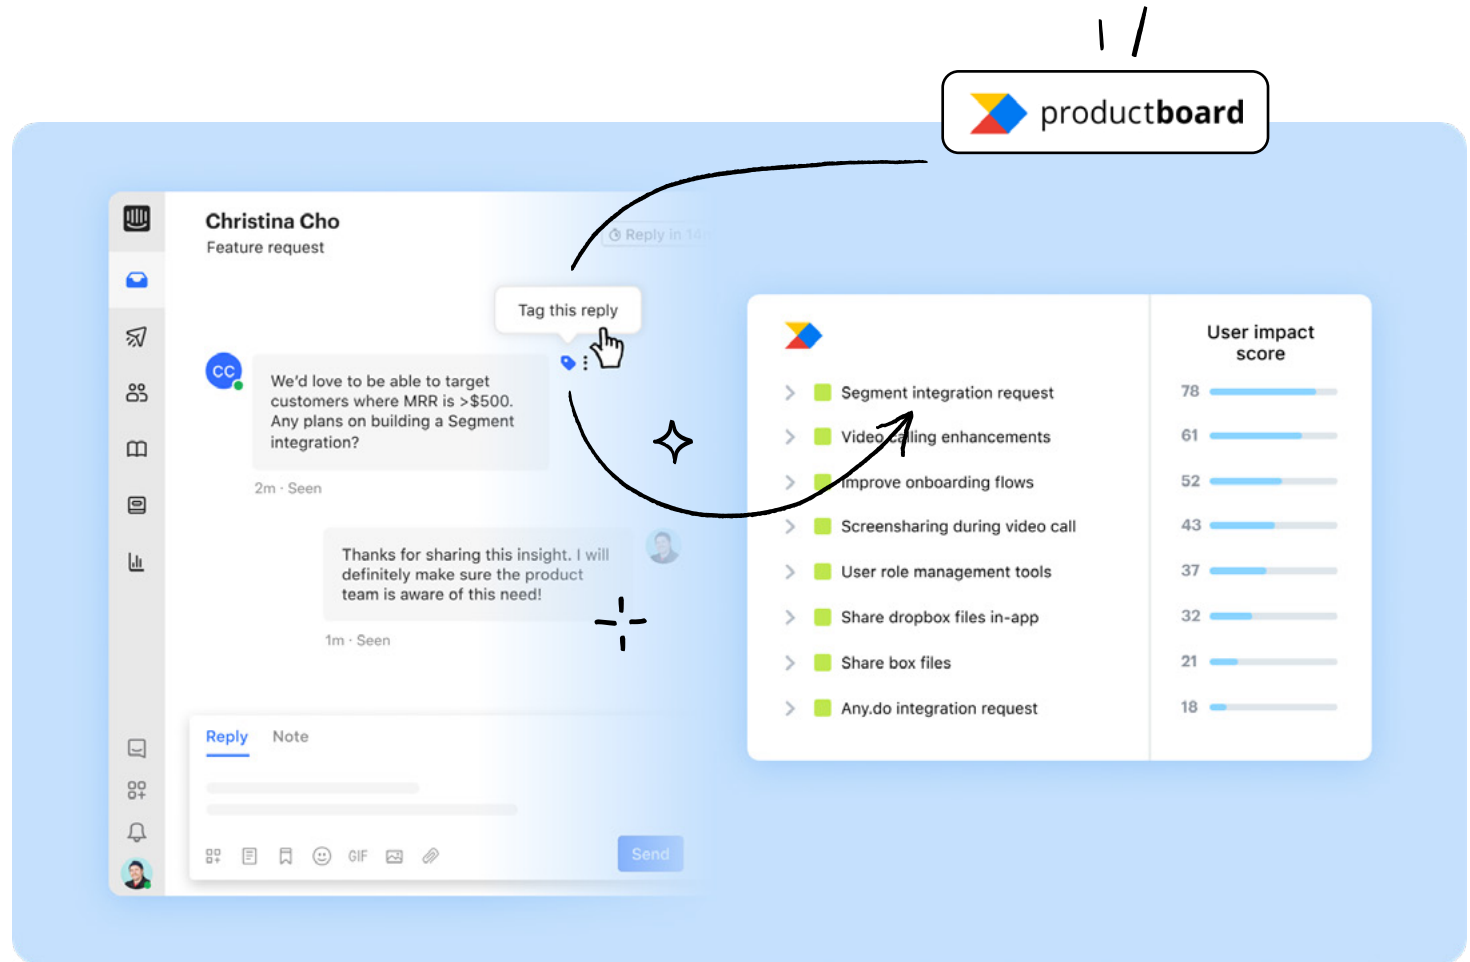 productboard
Christina Cho
Feature request
Reply in 14m
Tag this reply
CC
We'd love to be able to target
customers where MRR is >$500.
Any plans on building a Segment
integration?
2m · Seen
Thanks for sharing this insight. I will
definitely make sure the product
team is aware of this need!
1m · Seen
Reply Note
GIF
Send
User impact
score
Segment integration request 78
Video calling enhancements 61
Improve onboarding flows 52
Screensharing during video call 43
User role management tools 37
Share dropbox files in-app 32
Share box files 21
Any.do integration request 18